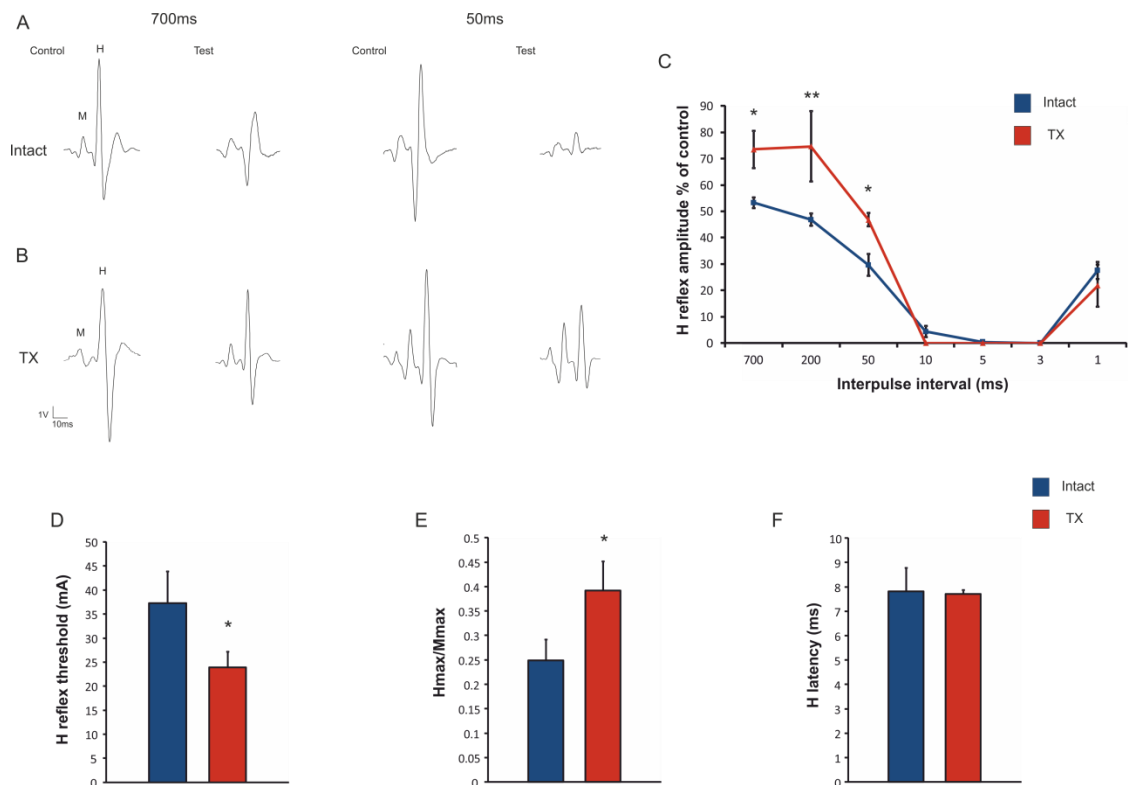 A
700ms
50ms
Control
H
Test
Control
Test
M
Intact
B
H
M
TX
1V
10ms
C
Intact
TX
H reflex amplitude % of control
90
80
70
60
50
40
30
20
10
0
*
**
*
700
200
50
10
5
3
1
Interpulse interval (ms)
Intact
TX
D
H reflex threshold (mA)
50
45
40
35
30
25
20
15
10
5
0
*
E
Hmax/Mmax
0.5
0.45
0.4
0.35
0.3
0.25
0.2
0.15
0.1
0.05
0
*
F
H latency (ms)
10
9
8
7
6
5
4
3
2
1
0